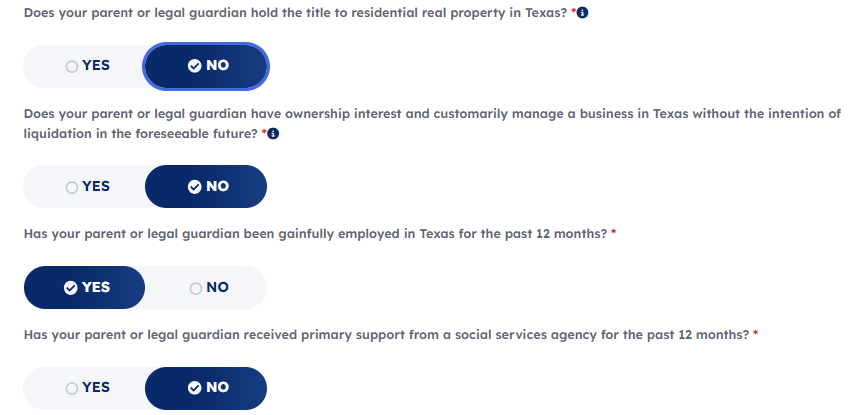 Does your parent or legal guardian hold the title to residential real property in Texas? *
YES NO
Does your parent or legal guardian have ownership interest and customarily manage a business in Texas without the intention of
liquidation in the foreseeable future? *
YES NO
Has your parent or legal guardian been gainfully employed in Texas for the past 12 months? *
YES NO
Has your parent or legal guardian received primary support from a social services agency for the past 12 months? *
YES NO